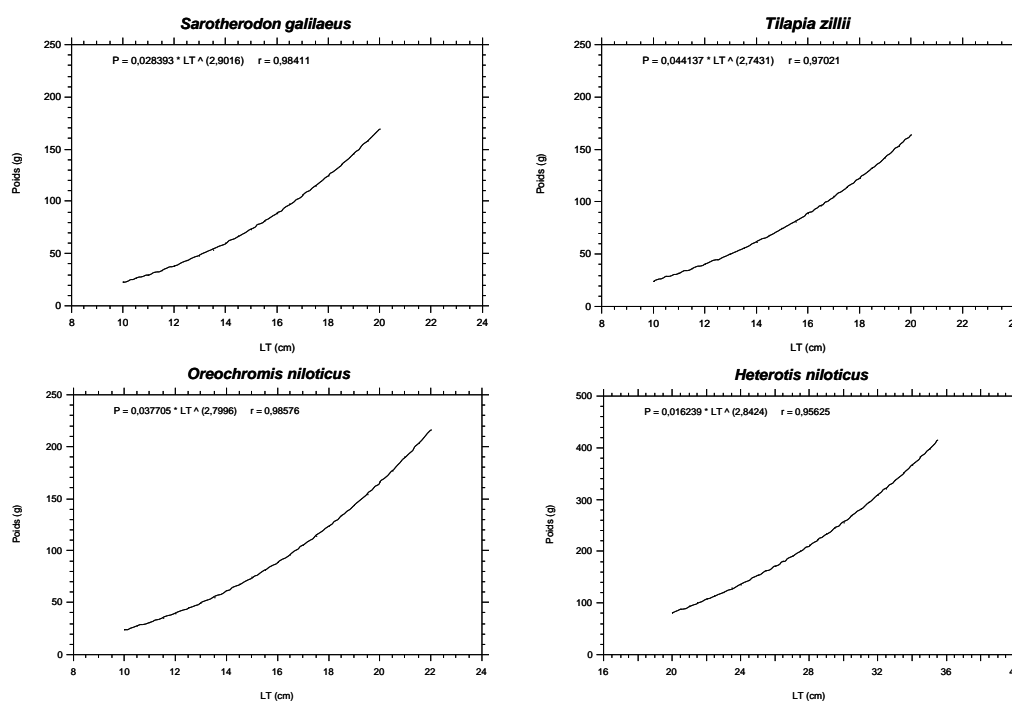 Sarotherodon galilaeus
P = 0,028393 * LT ^ (2,9016) r = 0,98411
250
200
150
100
50
0
Poids (g)
8 10 12 14 16 18 20 22 24
LT (cm)
Tilapia zillii
P = 0,044137 * LT ^ (2,7431) r = 0,97021
250
200
150
100
50
0
Poids (g)
8 10 12 14 16 18 20 22
LT (cm)
Oreochromis niloticus
P = 0,037705 * LT ^ (2,7996) r = 0,98576
250
200
150
100
50
0
Poids (g)
8 10 12 14 16 18 20 22 24
LT (cm)
Heterotis niloticus
P = 0,016239 * LT ^ (2,8424) r = 0,95625
500
400
300
200
100
0
Poids (g)
16 20 24 28 32 36
LT (cm)